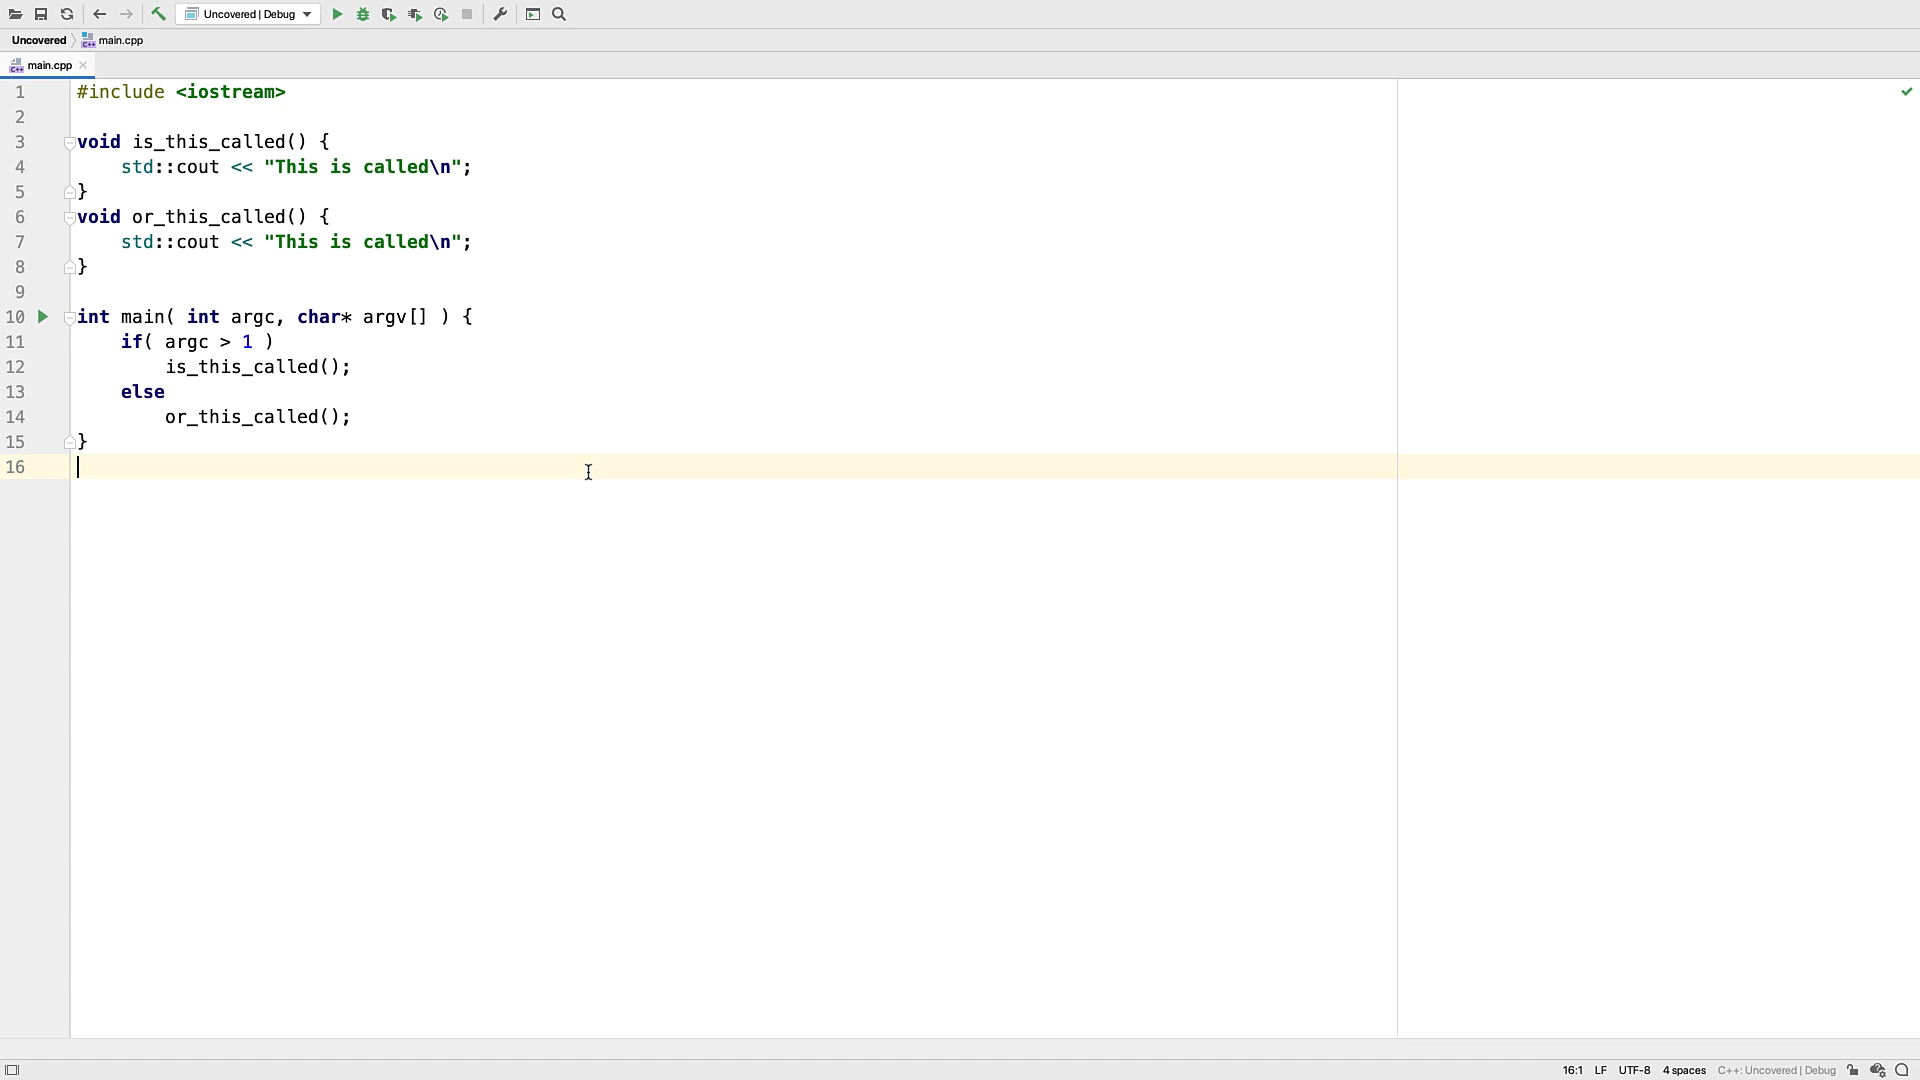 Uncovered | Debug
Uncovered main.cpp
main.cpp
1 #include <iostream>
2
3 void is_this_called() {
4     std::cout << "This is called\n";
5 }
6 void or_this_called() {
7     std::cout << "This is called\n";
8 }
9
10 int main( int argc, char* argv[] ) {
11     if( argc > 1 )
12         is_this_called();
13     else
14         or_this_called();
15 }
16
16:1 LF UTF-8 4 spaces C++: Uncovered | Debug